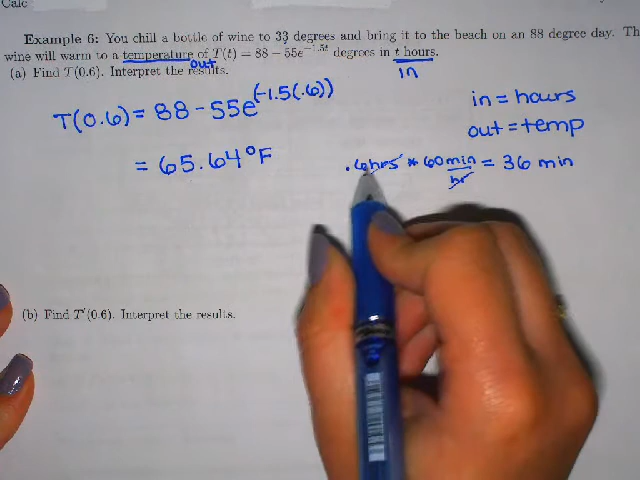 Calc
Example 6: You chill a bottle of wine to 33 degrees and bring it to the beach on an 88 degree day. Th
wine will warm to a temperature of T(t) = 88 − 55e^{−1.5t} degrees in t hours.
out
in
(a) Find T(0.6). Interpret the results.
T(0.6) = 88 - 55e^{(-1.5(.6))}
in = hours
out = temp
= 65.64°F
.6hrs * 60 min/hr = 36 min
(b) Find T'(0.6). Interpret the results.